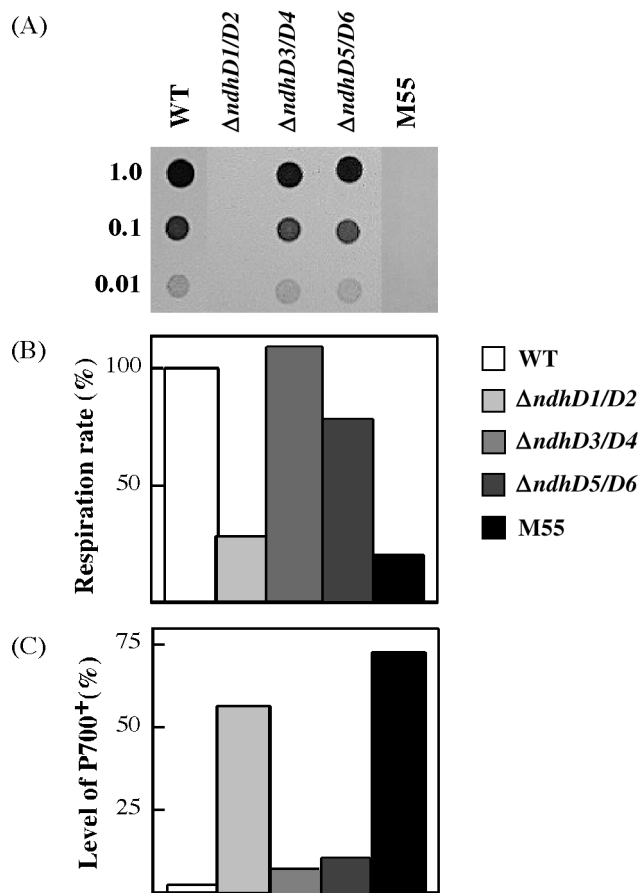 (A)
WT
ΔndhD1/D2
ΔndhD3/D4
ΔndhD5/D6
M55
1.0
0.1
0.01
(B)
Respiration rate (%)
100
50
WT
ΔndhD1/D2
ΔndhD3/D4
ΔndhD5/D6
M55
(C)
Level of P700⁺(%)
75
50
25